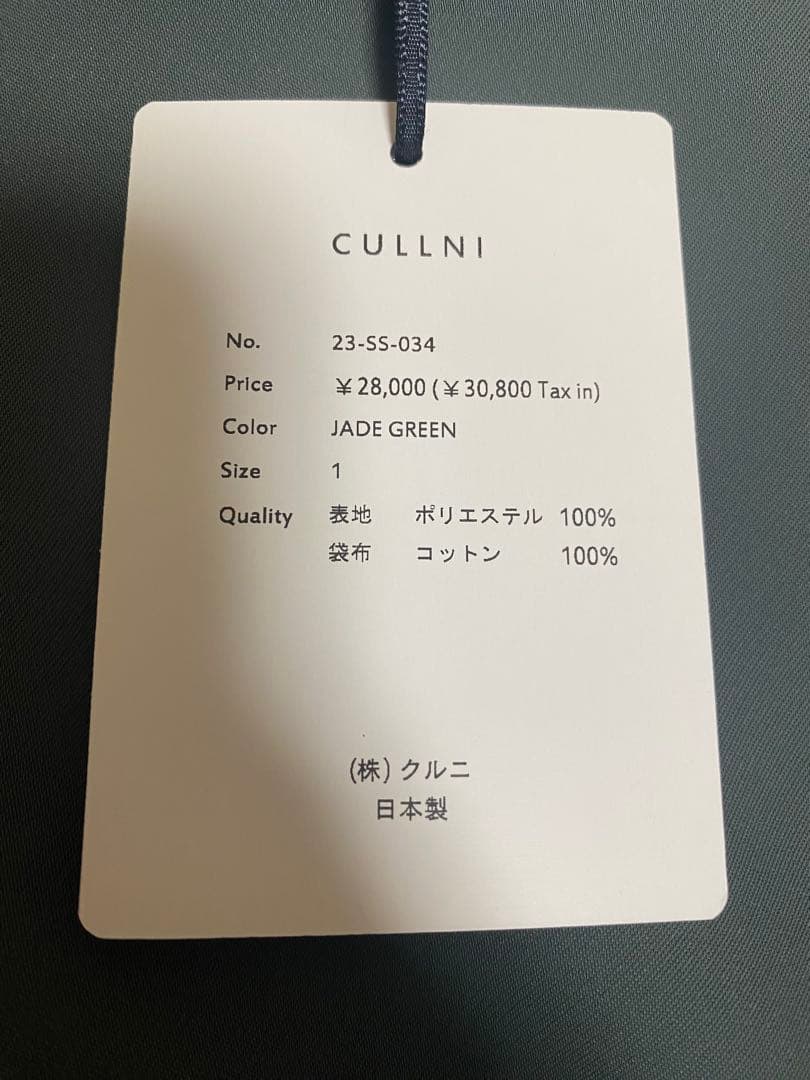 CULLNI
No. 23-SS-034
Price ￥28,000 (￥30,800 Tax in)
Color JADE GREEN
Size 1
Quality 表地 ポリエステル 100%
袋布 コットン 100%
(株) クルニ
日本製